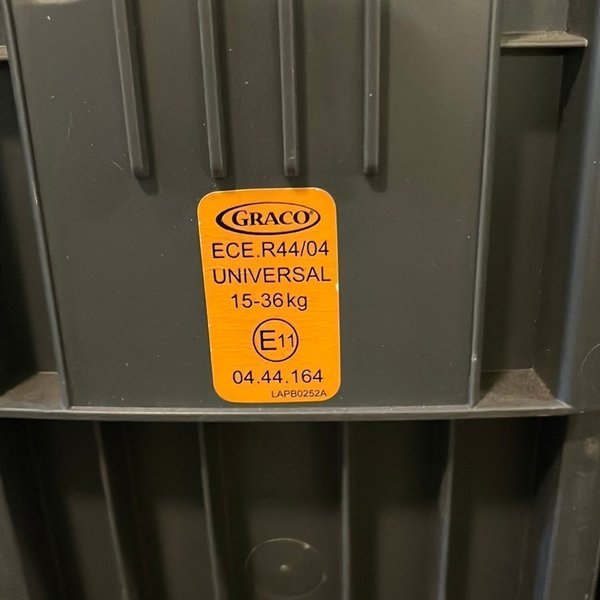 GRACO®
ECE.R44/04
UNIVERSAL
15-36kg
E11
04.44.164
LAPB0252A